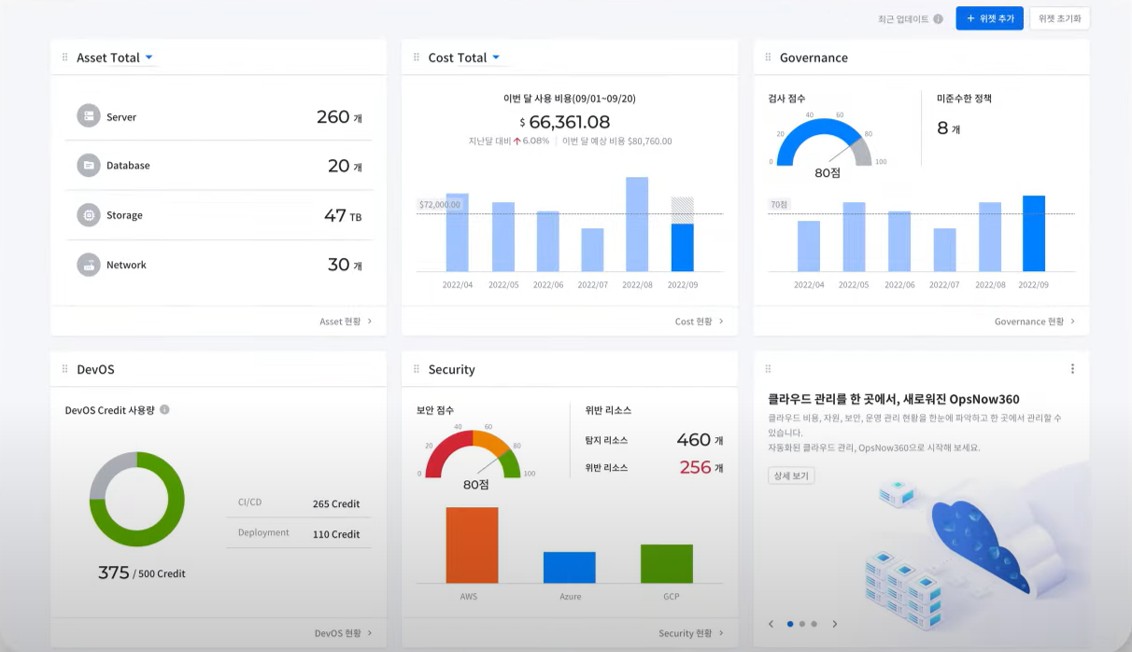 최근 업데이트
+ 위젯 추가
위젯 초기화
Asset Total
Server 260 개
Database 20 개
Storage 47 TB
Network 30 개
Asset 현황 >
Cost Total
이번 달 사용 비용(09/01~09/20)
$ 66,361.08
지난달 대비 ↑ 6.08% | 이번 달 예상 비용 $80,760.00
$72,000.00
2022/04 2022/05 2022/06 2022/07 2022/08 2022/09
Cost 현황 >
Governance
검사 점수
0 20 40 60 80 100
80점
미준수한 정책
8 개
70점
2022/04 2022/05 2022/06 2022/07 2022/08 2022/09
Governance 현황 >
DevOS
DevOS Credit 사용량
375 / 500 Credit
CI/CD 265 Credit
Deployment 110 Credit
DevOS 현황 >
Security
보안 점수
0 20 40 60 80 100
80점
위반 리소스
탐지 리소스 460 개
위반 리소스 256 개
AWS Azure GCP
Security 현황 >
클라우드 관리를 한 곳에서, 새로워진 OpsNow360
클라우드 비용, 자원, 보안, 운영 관리 현황을 한눈에 파악하고 한 곳에서 관리할 수
있습니다.
자동화된 클라우드 관리, OpsNow360으로 시작해 보세요.
상세 보기